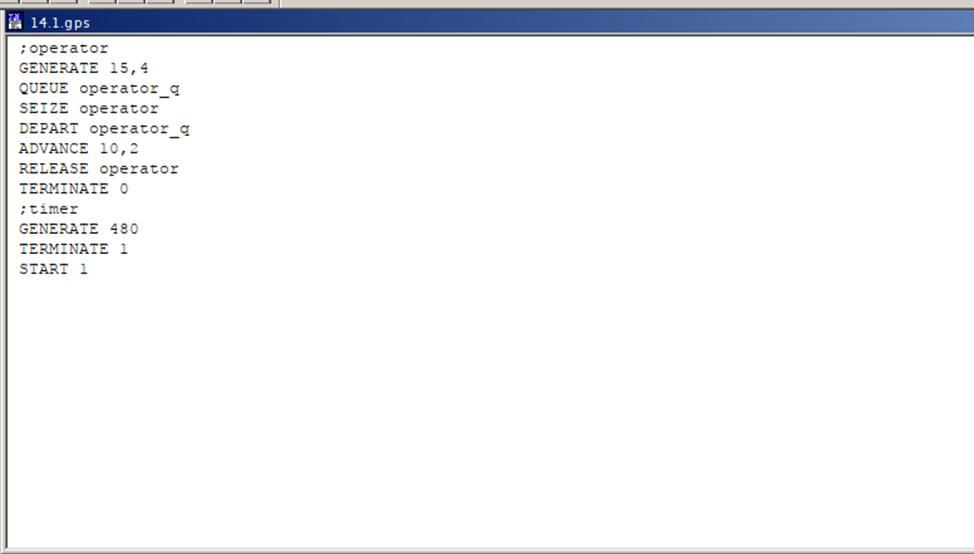 14.1.gps
;operator
GENERATE 15,4
QUEUE operator_q
SEIZE operator
DEPART operator_q
ADVANCE 10,2
RELEASE operator
TERMINATE 0
;timer
GENERATE 480
TERMINATE 1
START 1